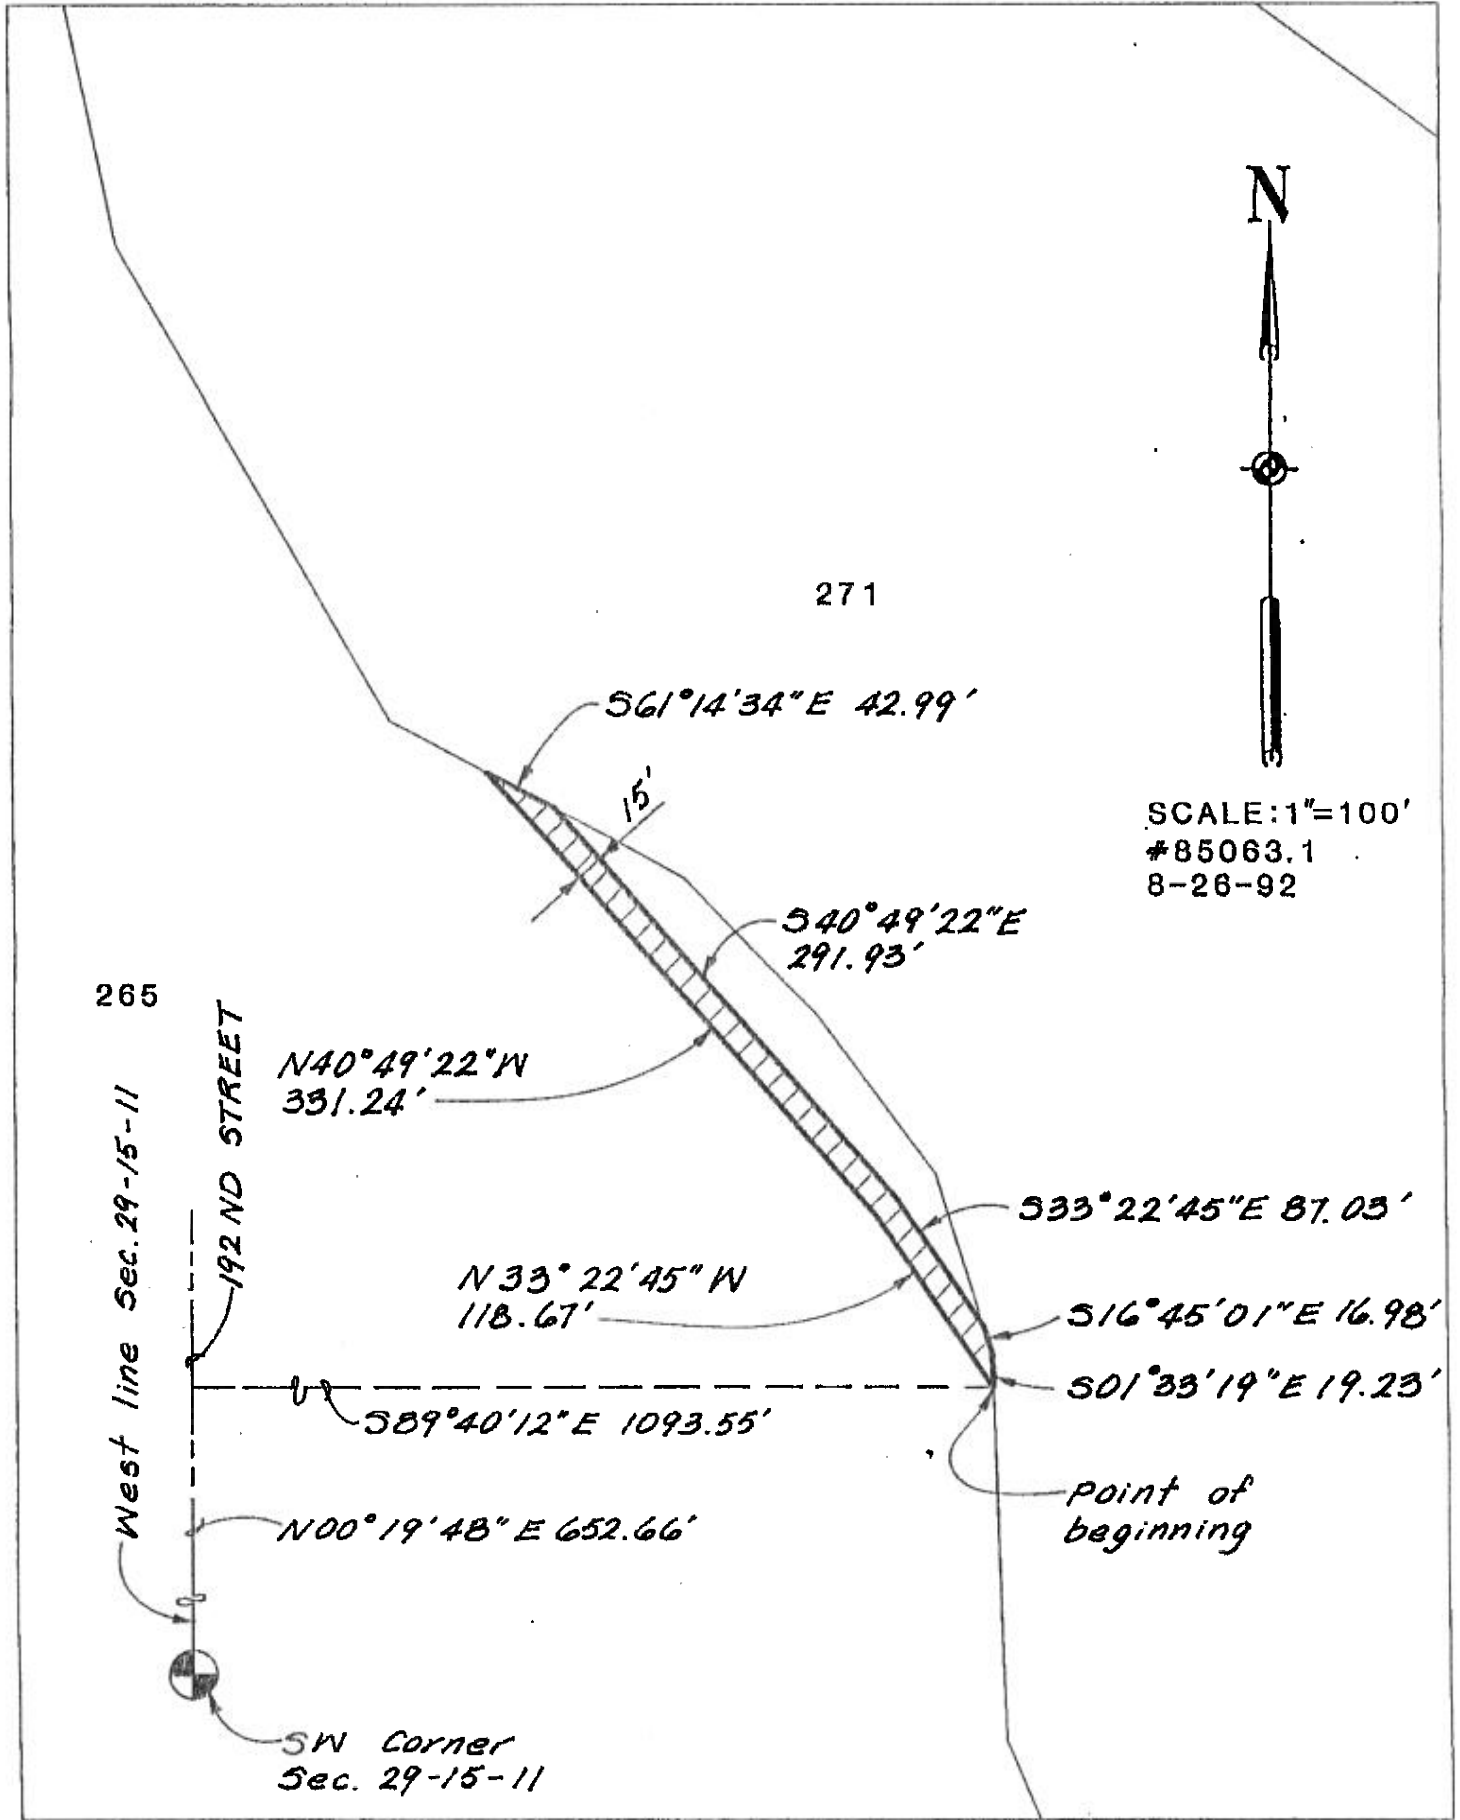 N
271
S61°14'34"E 42.99'
15'
SCALE:1"=100'
#85063.1
8-26-92
S40°49'22"E
291.93'
265
192 ND STREET
N40°49'22"W
331.24'
West line Sec. 29-15-11
S33°22'45"E 87.03'
N33°22'45"W
118.67'
S16°45'01"E 16.98'
S01°33'19"E 19.23'
S89°40'12"E 1093.55'
Point of
beginning
N00°19'48"E 652.66'
SW Corner
Sec. 29-15-11